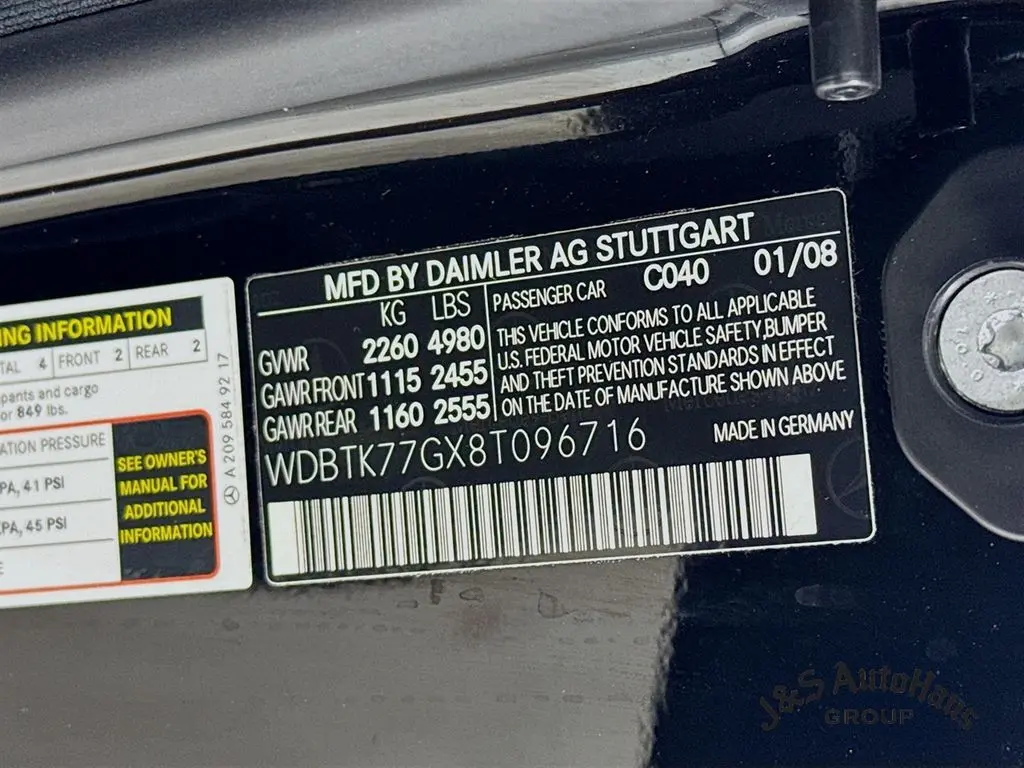 NG INFORMATION
TAL 4 FRONT 2 REAR 2
pants and cargo
or 849 lbs.
ATION PRESSURE
PA, 41 PSI
PA, 45 PSI
E
SEE OWNER'S
MANUAL FOR
ADDITIONAL
INFORMATION
A 209 584 92 17
MFD BY DAIMLER AG STUTTGART
KG LBS
GVWR 2260 4980
GAWR FRONT 1115 2455
GAWR REAR 1160 2555
PASSENGER CAR C040 01/08
THIS VEHICLE CONFORMS TO ALL APPLICABLE
U.S. FEDERAL MOTOR VEHICLE SAFETY, BUMPER
AND THEFT PREVENTION STANDARDS IN EFFECT
ON THE DATE OF MANUFACTURE SHOWN ABOVE
WDBTK77GX8T096716
MADE IN GERMANY
J&S AutoHaus
GROUP